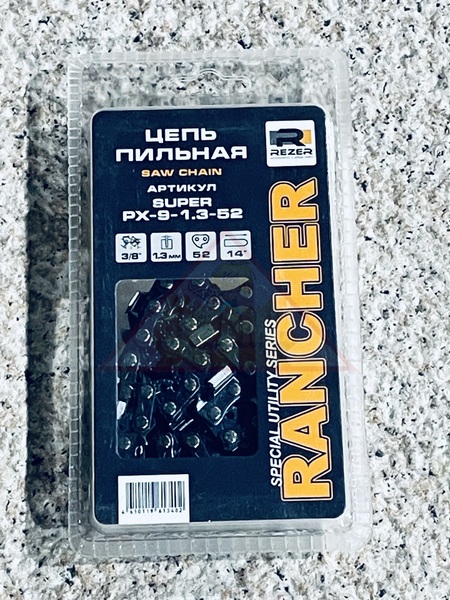 ЦЕПЬ
ПИЛЬНАЯ
SAW CHAIN
АРТИКУЛ
SUPER
PX-9-1.3-52
3/8"
1.3 мм
52
14"
R
REZER
SPECIAL UTILITY SERIES
RANCHER